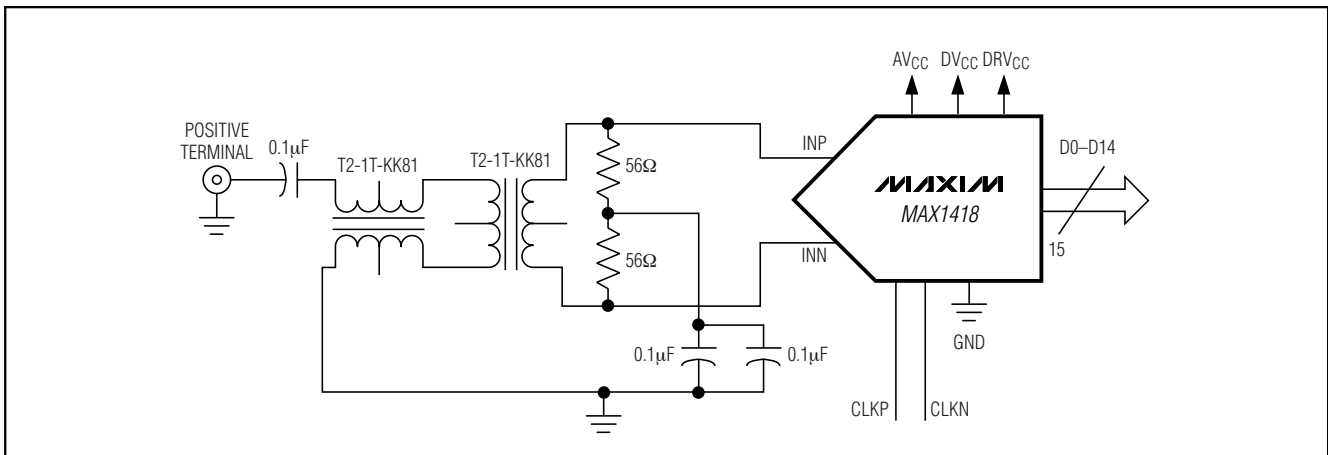 AVCC DVCC DRVCC
POSITIVE
TERMINAL
0.1μF
T2-1T-KK81
T2-1T-KK81
56Ω
56Ω
INP
INN
MAXIM
MAX1418
D0–D14
15
GND
0.1μF
0.1μF
CLKP
CLKN